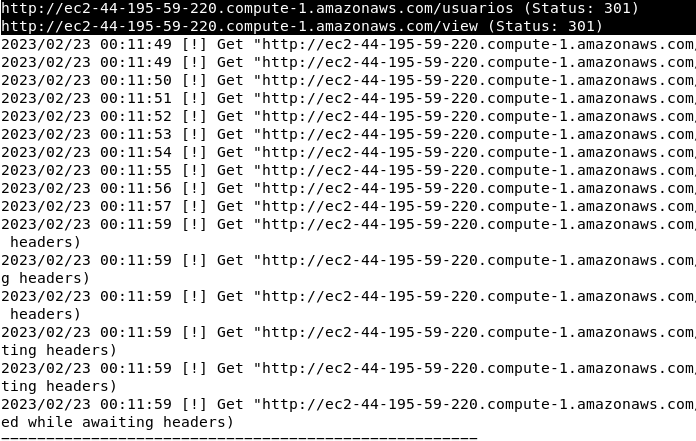 http://ec2-44-195-59-220.compute-1.amazonaws.com/usuarios (Status: 301)
http://ec2-44-195-59-220.compute-1.amazonaws.com/view (Status: 301)
2023/02/23 00:11:49 [!] Get "http://ec2-44-195-59-220.compute-1.amazonaws.com
2023/02/23 00:11:49 [!] Get "http://ec2-44-195-59-220.compute-1.amazonaws.com
2023/02/23 00:11:50 [!] Get "http://ec2-44-195-59-220.compute-1.amazonaws.com
2023/02/23 00:11:51 [!] Get "http://ec2-44-195-59-220.compute-1.amazonaws.com
2023/02/23 00:11:52 [!] Get "http://ec2-44-195-59-220.compute-1.amazonaws.com
2023/02/23 00:11:53 [!] Get "http://ec2-44-195-59-220.compute-1.amazonaws.com
2023/02/23 00:11:54 [!] Get "http://ec2-44-195-59-220.compute-1.amazonaws.com
2023/02/23 00:11:55 [!] Get "http://ec2-44-195-59-220.compute-1.amazonaws.com
2023/02/23 00:11:56 [!] Get "http://ec2-44-195-59-220.compute-1.amazonaws.com
2023/02/23 00:11:57 [!] Get "http://ec2-44-195-59-220.compute-1.amazonaws.com
2023/02/23 00:11:59 [!] Get "http://ec2-44-195-59-220.compute-1.amazonaws.com
headers)
2023/02/23 00:11:59 [!] Get "http://ec2-44-195-59-220.compute-1.amazonaws.com
g headers)
2023/02/23 00:11:59 [!] Get "http://ec2-44-195-59-220.compute-1.amazonaws.com
headers)
2023/02/23 00:11:59 [!] Get "http://ec2-44-195-59-220.compute-1.amazonaws.com
ting headers)
2023/02/23 00:11:59 [!] Get "http://ec2-44-195-59-220.compute-1.amazonaws.com
ting headers)
2023/02/23 00:11:59 [!] Get "http://ec2-44-195-59-220.compute-1.amazonaws.com
ed while awaiting headers)